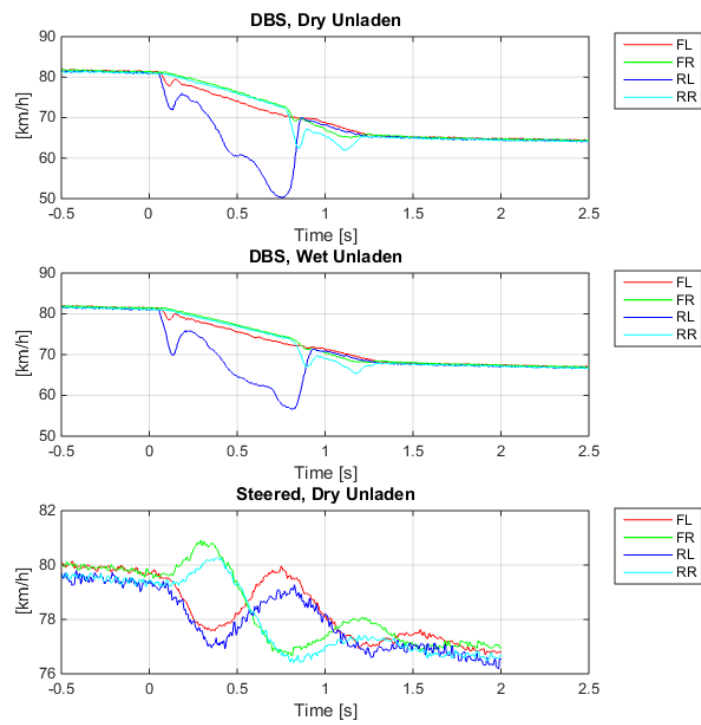 DBS, Dry Unladen
90
80
70
60
50
[km/h]
-0.5 0 0.5 1 1.5 2 2.5
Time [s]
FL
FR
RL
RR
DBS, Wet Unladen
90
80
70
60
50
[km/h]
-0.5 0 0.5 1 1.5 2 2.5
Time [s]
FL
FR
RL
RR
Steered, Dry Unladen
82
80
78
76
[km/h]
-0.5 0 0.5 1 1.5 2 2.5
Time [s]
FL
FR
RL
RR